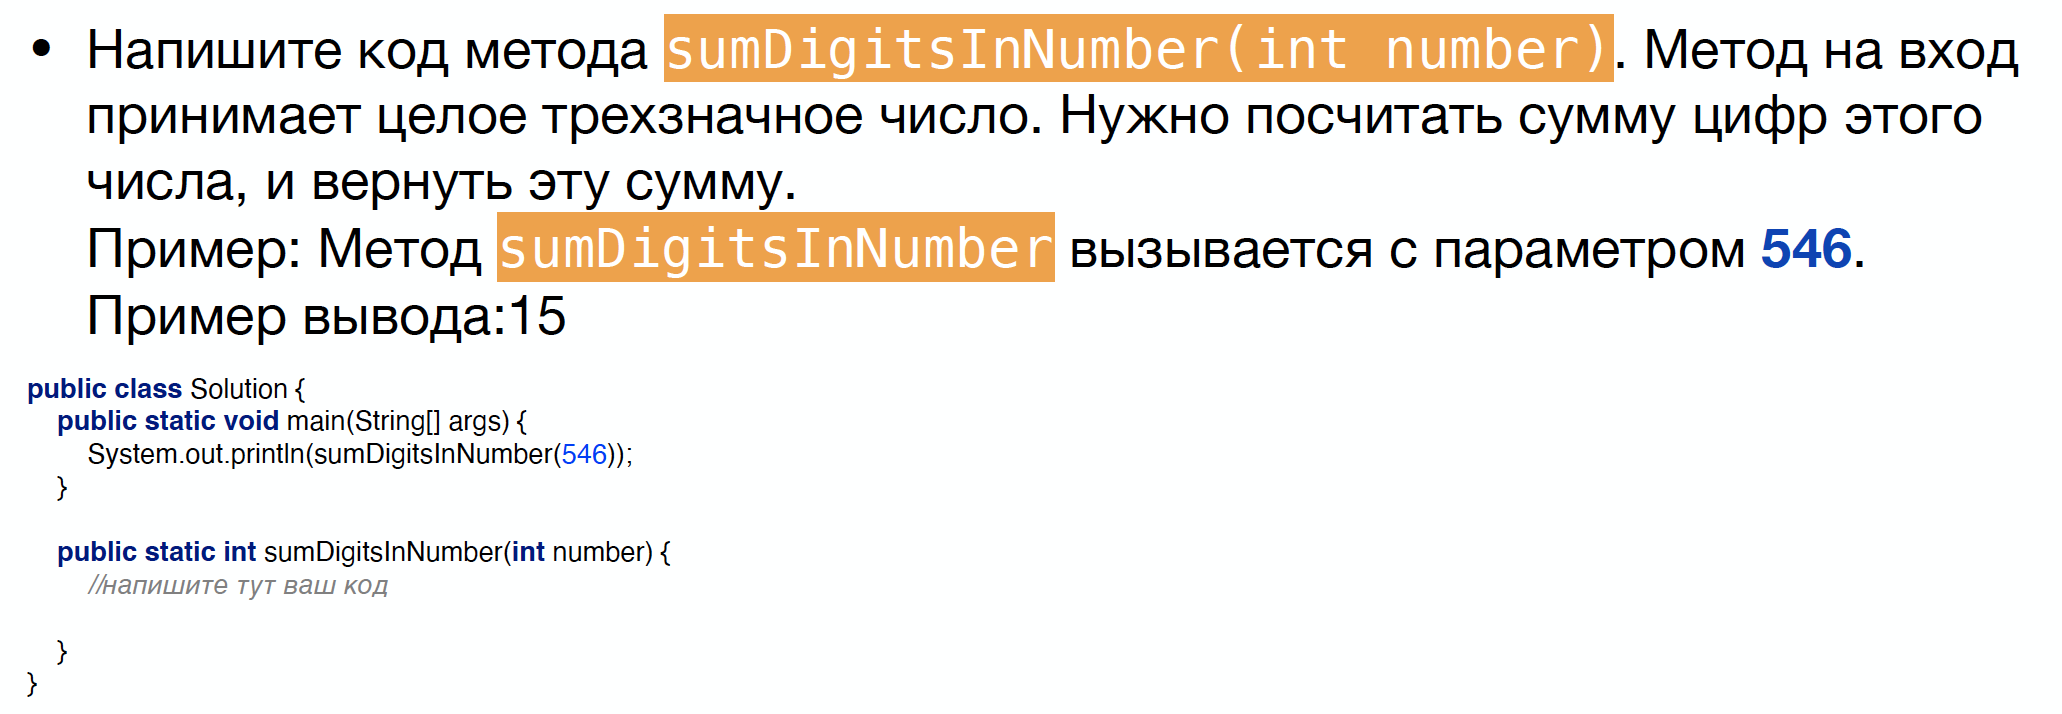 • Напишите код метода sumDigitsInNumber(int number). Метод на вход
принимает целое трехзначное число. Нужно посчитать сумму цифр этого
числа, и вернуть эту сумму.
Пример: Метод sumDigitsInNumber вызывается с параметром 546.
Пример вывода:15
public class Solution {
public static void main(String[] args) {
System.out.println(sumDigitsInNumber(546));
}
public static int sumDigitsInNumber(int number) {
//напишите тут ваш код
}
}